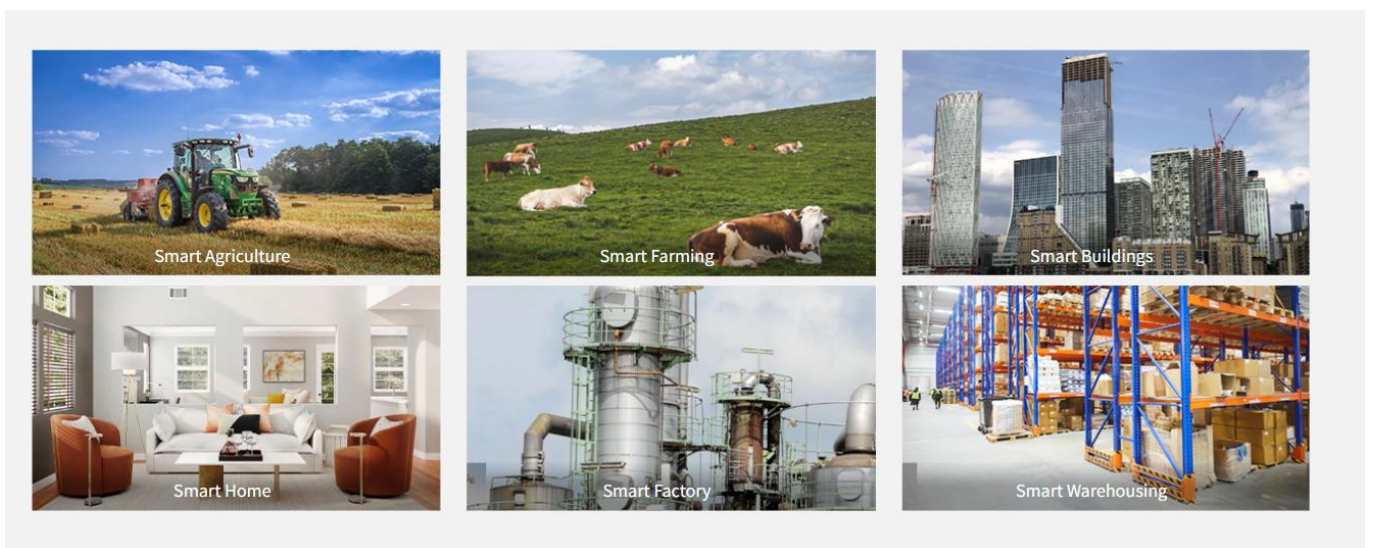 Smart Agriculture
Smart Farming
Smart Buildings
Smart Home
Smart Factory
Smart Warehousing